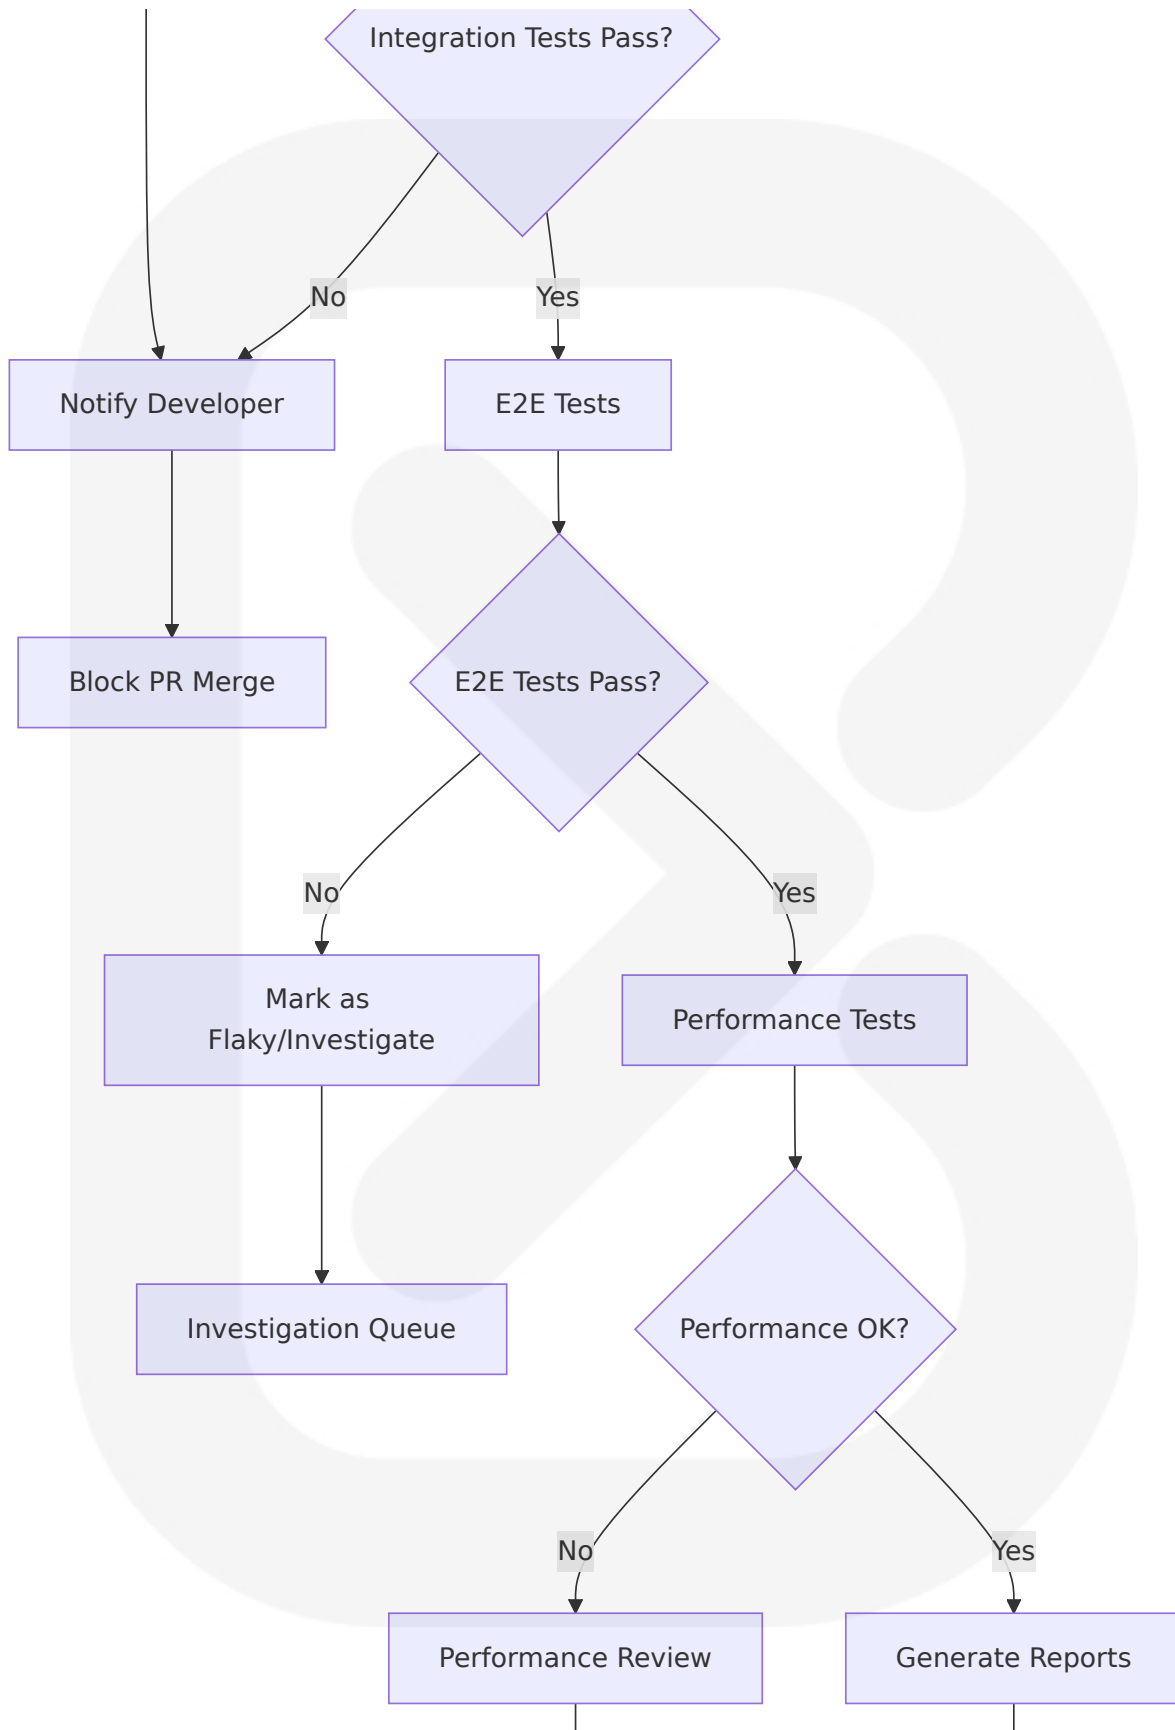 Integration Tests Pass?
No
Yes
Notify Developer
E2E Tests
Block PR Merge
E2E Tests Pass?
No
Yes
Mark as
Flaky/Investigate
Performance Tests
Investigation Queue
Performance OK?
No
Yes
Performance Review
Generate Reports